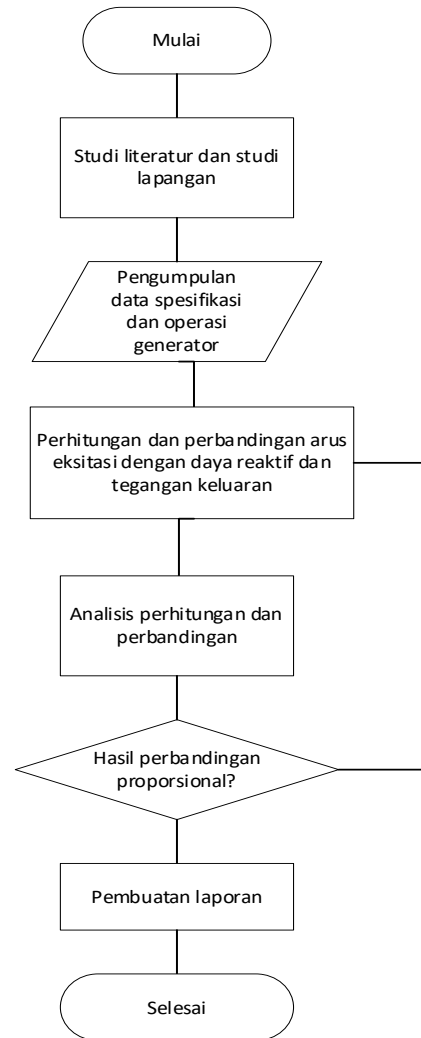 Mulai
Studi literatur dan studi
lapangan
Pengumpulan
data spesifikasi
dan operasi
generator
Perhitungan dan perbandingan arus
eksitasi dengan daya reaktif dan
tegangan keluaran
Analisis perhitungan dan
perbandingan
Hasil perbandingan
proporsional?
Pembuatan laporan
Selesai